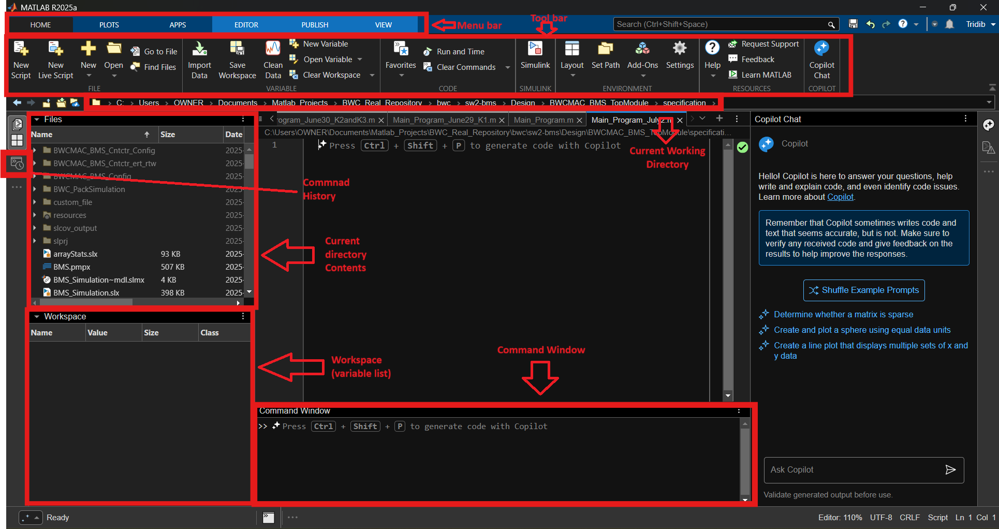 MATLAB R2025a
HOME PLOTS APPS EDITOR PUBLISH VIEW
Menu bar
Tool bar
Search (Ctrl+Shift+Space)
Tridib
New Script
New Live Script
New
Open
Go to File
Find Files
FILE
Import Data
Save Workspace
Clean Data
New Variable
Open Variable
Clear Workspace
VARIABLE
Favorites
Run and Time
Clear Commands
CODE
Simulink
SIMULINK
Layout
Set Path
Add-Ons
Settings
ENVIRONMENT
Help
Request Support
Feedback
Learn MATLAB
RESOURCES
Copilot Chat
COPILOT
C: › Users › OWNER › Documents › Matlab_Projects › BWC_Real_Repository › bwc › sw2-bms › Design › BWCMAC_BMS_TopModule › specification ›
Files
Name Size Date
BWCMAC_BMS_Cntctr_Config 2025-
BWCMAC_BMS_Cntctr_ert_rtw 2025-
BWCMAC_BMS_Config 2025-
BWC_PackSimulation 2025-
custom_file 2025-
resources 2025-
slcov_output 2025-
slprj 2025-
arrayStats.slx 93 KB 2025-
BMS.pmpx 507 KB 2025-
BMS_Simulation~mdl.slmx 4 KB 2025-
BMS_Simulation.slx 398 KB 2025-
Workspace
Name Value Size Class
rogram_June30_K2andK3.m Main_Program_June29_K1.m Main_Program.m Main_Program_July2.m
C:\Users\OWNER\Documents\Matlab_Projects\BWC_Real_Repository\bwc\sw2-bms\Design\BWCMAC_BMS_TopModule\specificati...
1 Press Ctrl + Shift + P to generate code with Copilot
Current Working
Directory
Commnad
History
Current
directory
Contents
Workspace
(variable list)
Command Window
Command Window
>> Press Ctrl + Shift + P to generate code with Copilot
Copilot Chat
Copilot
Hello! Copilot is here to answer your questions, help
write and explain code, and even identify code issues.
Learn more about Copilot.
Remember that Copilot sometimes writes code and
text that seems accurate, but is not. Make sure to
verify any received code and give feedback on the
results to help improve the responses.
Shuffle Example Prompts
Determine whether a matrix is sparse
Create and plot a sphere using equal data units
Create a line plot that displays multiple sets of x and
y data
Ask Copilot
Validate generated output before use.
Ready
Editor: 110% UTF-8 CRLF Script Ln 1 Col 1